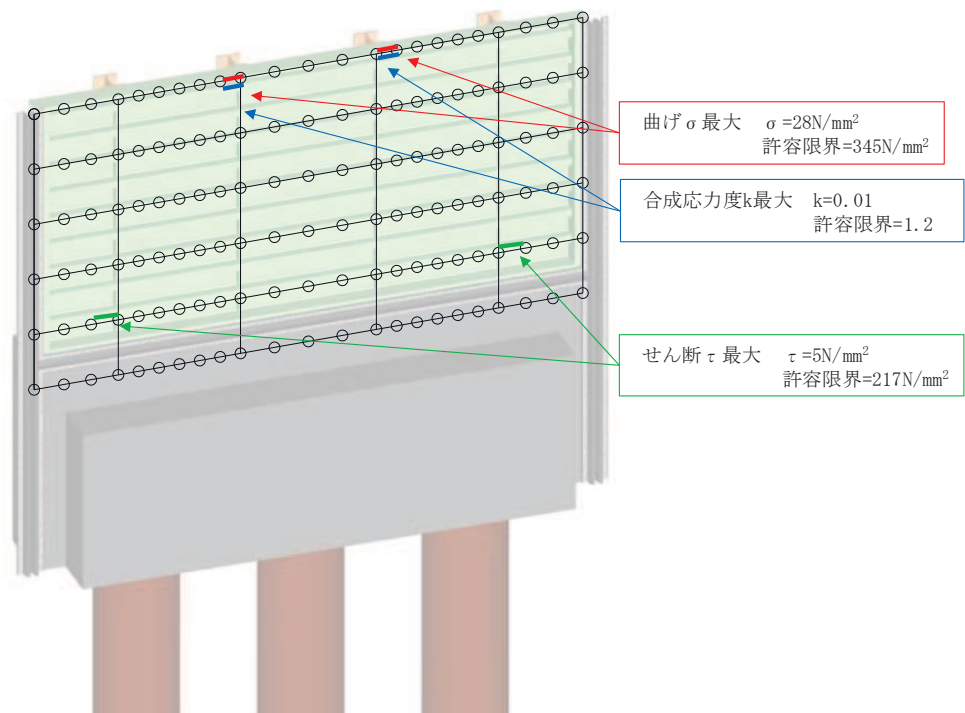 曲げσ最大　σ=28N/mm²
許容限界=345N/mm²
合成応力度k最大　k=0.01
許容限界=1.2
せん断τ最大　τ=5N/mm²
許容限界=217N/mm²